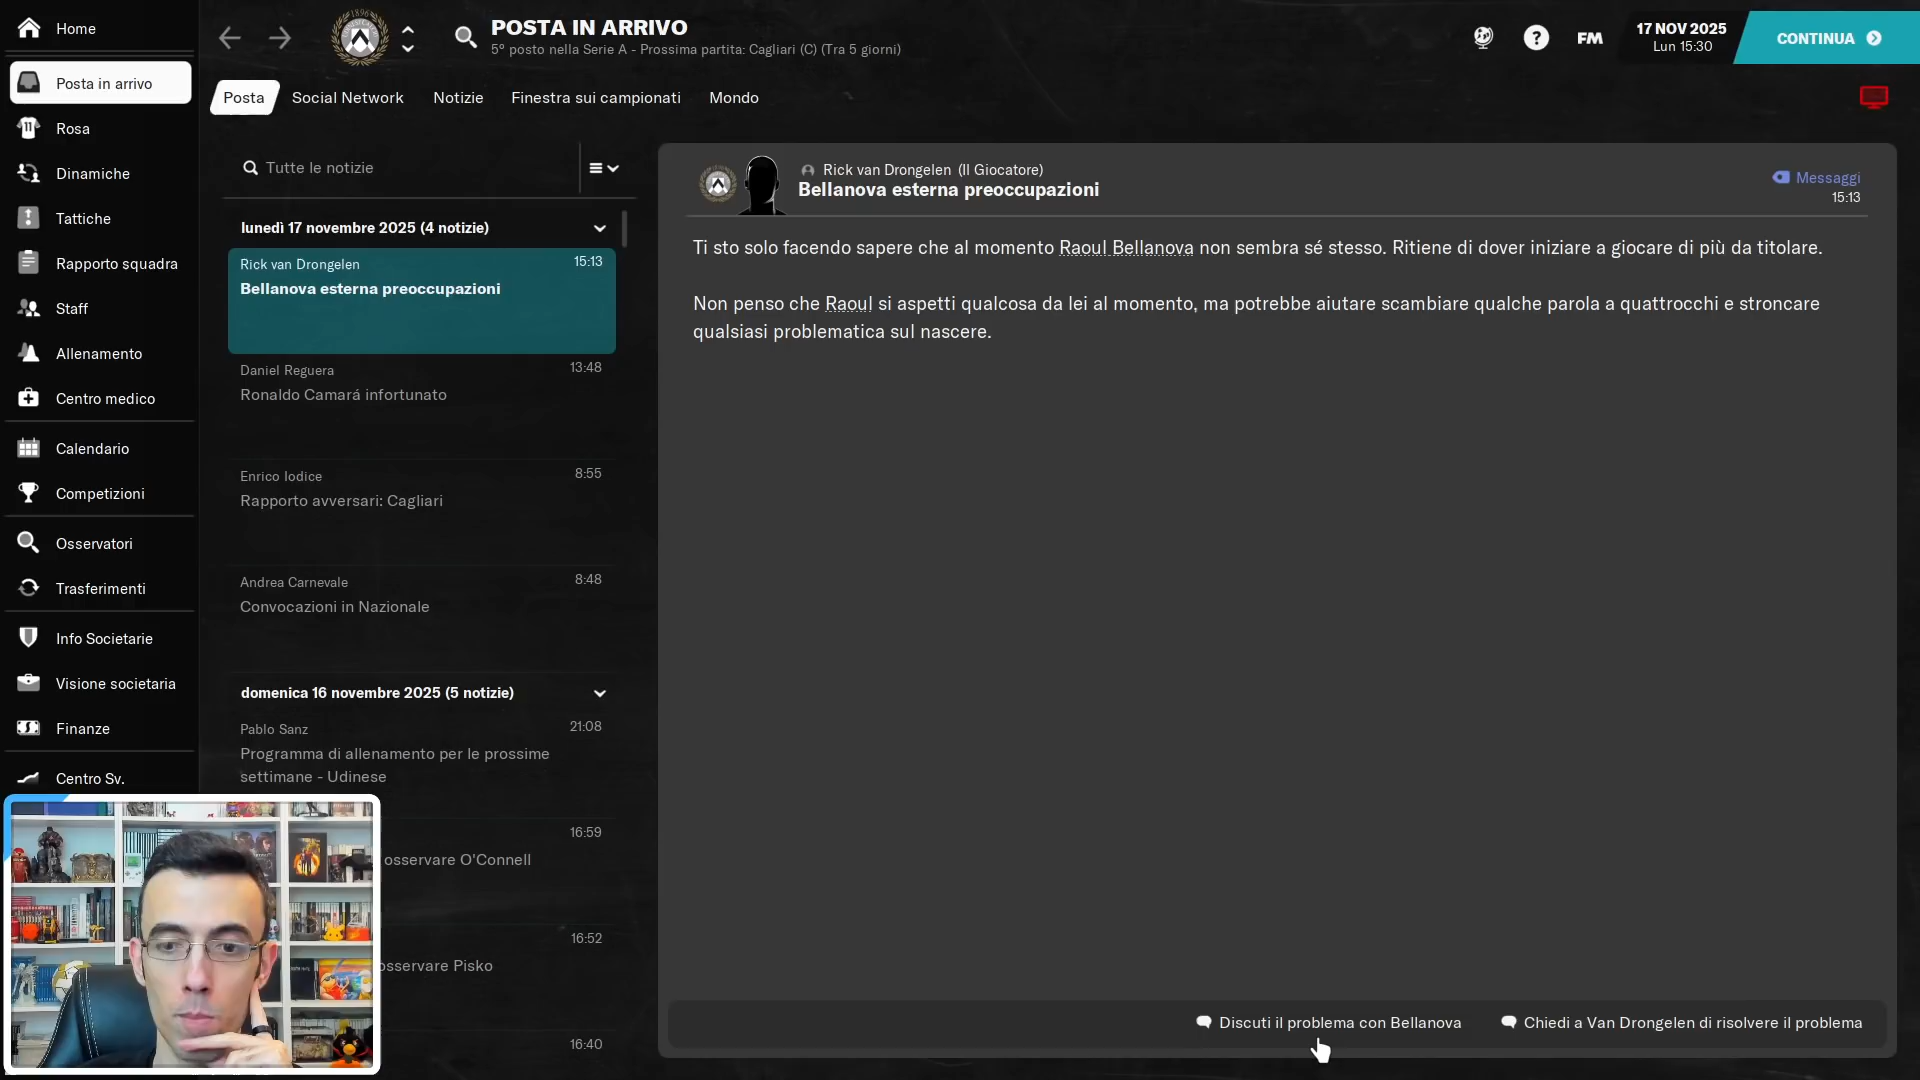 Home
Posta in arrivo
Rosa
Dinamiche
Tattiche
Rapporto squadra
Staff
Allenamento
Centro medico
Calendario
Competizioni
Osservatori
Trasferimenti
Info Societarie
Visione societaria
Finanze
Centro Sv.
1896
POSTA IN ARRIVO
5° posto nella Serie A - Prossima partita: Cagliari (C) (Tra 5 giorni)
FM
17 NOV 2025
Lun 15:30
CONTINUA
Posta
Social Network
Notizie
Finestra sui campionati
Mondo
Tutte le notizie
lunedì 17 novembre 2025 (4 notizie)
Rick van Drongelen 15:13
Bellanova esterna preoccupazioni
Daniel Reguera 13:48
Ronaldo Camará infortunato
Enrico Iodice 8:55
Rapporto avversari: Cagliari
Andrea Carnevale 8:48
Convocazioni in Nazionale
domenica 16 novembre 2025 (5 notizie)
Pablo Sanz 21:08
Programma di allenamento per le prossime
settimane - Udinese
16:59
osservare O'Connell
16:52
osservare Pisko
16:40
Rick van Drongelen (Il Giocatore)
Bellanova esterna preoccupazioni
Messaggi
15:13
Ti sto solo facendo sapere che al momento Raoul Bellanova non sembra sé stesso. Ritiene di dover iniziare a giocare di più da titolare.
Non penso che Raoul si aspetti qualcosa da lei al momento, ma potrebbe aiutare scambiare qualche parola a quattrocchi e stroncare
qualsiasi problematica sul nascere.
Discuti il problema con Bellanova
Chiedi a Van Drongelen di risolvere il problema